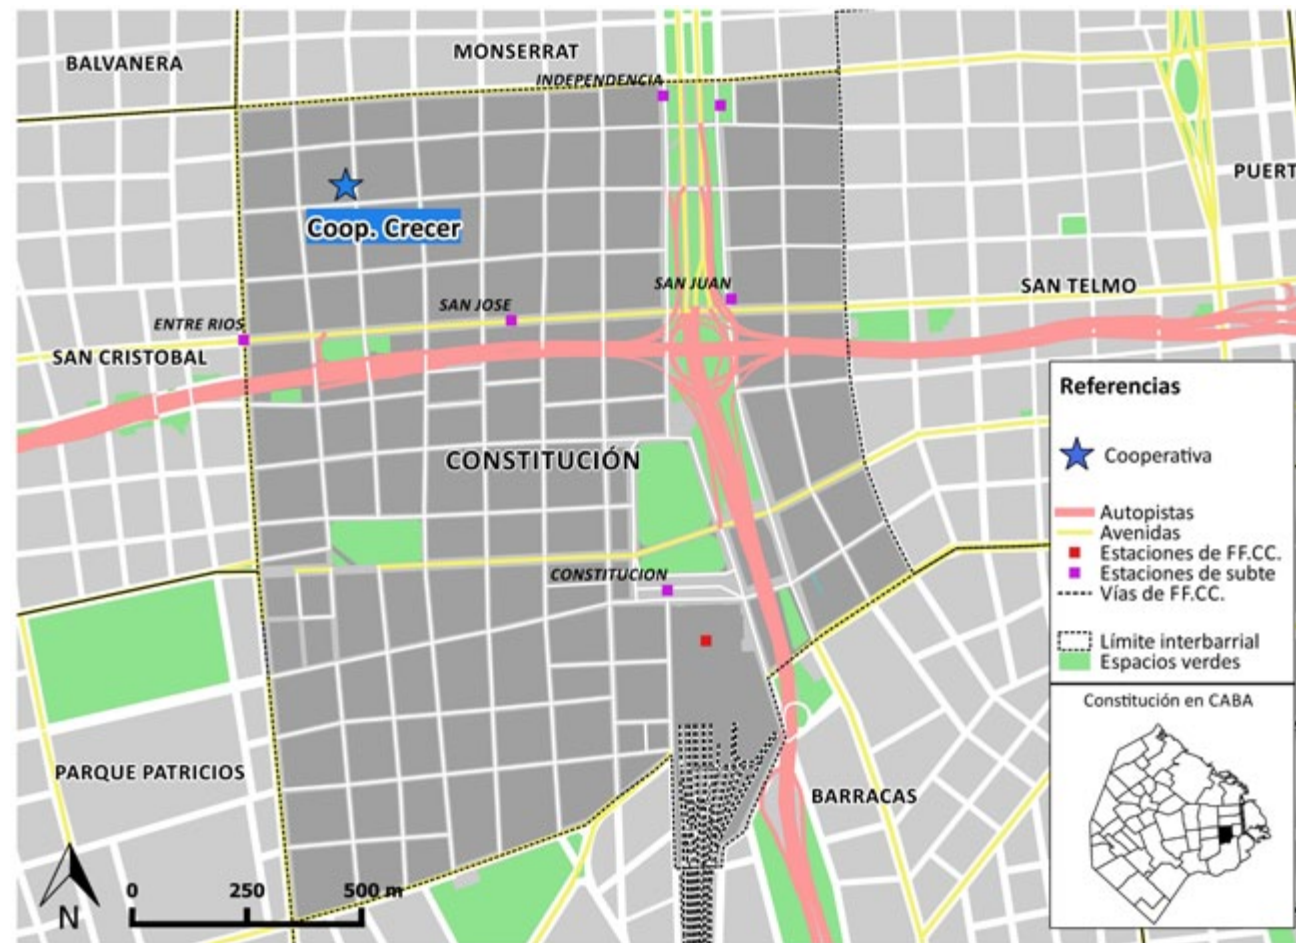 BALVANERA
MONSERRAT
INDEPENDENCIA
PUERT
Coop. Crecer
SAN JUAN
SAN TELMO
SAN JOSE
ENTRE RIOS
SAN CRISTOBAL
CONSTITUCIÓN
CONSTITUCION
PARQUE PATRICIOS
BARRACAS
N
0 250 500 m
Referencias
Cooperativa
Autopistas
Avenidas
Estaciones de FF.CC.
Estaciones de subte
Vías de FF.CC.
Límite interbarrial
Espacios verdes
Constitución en CABA